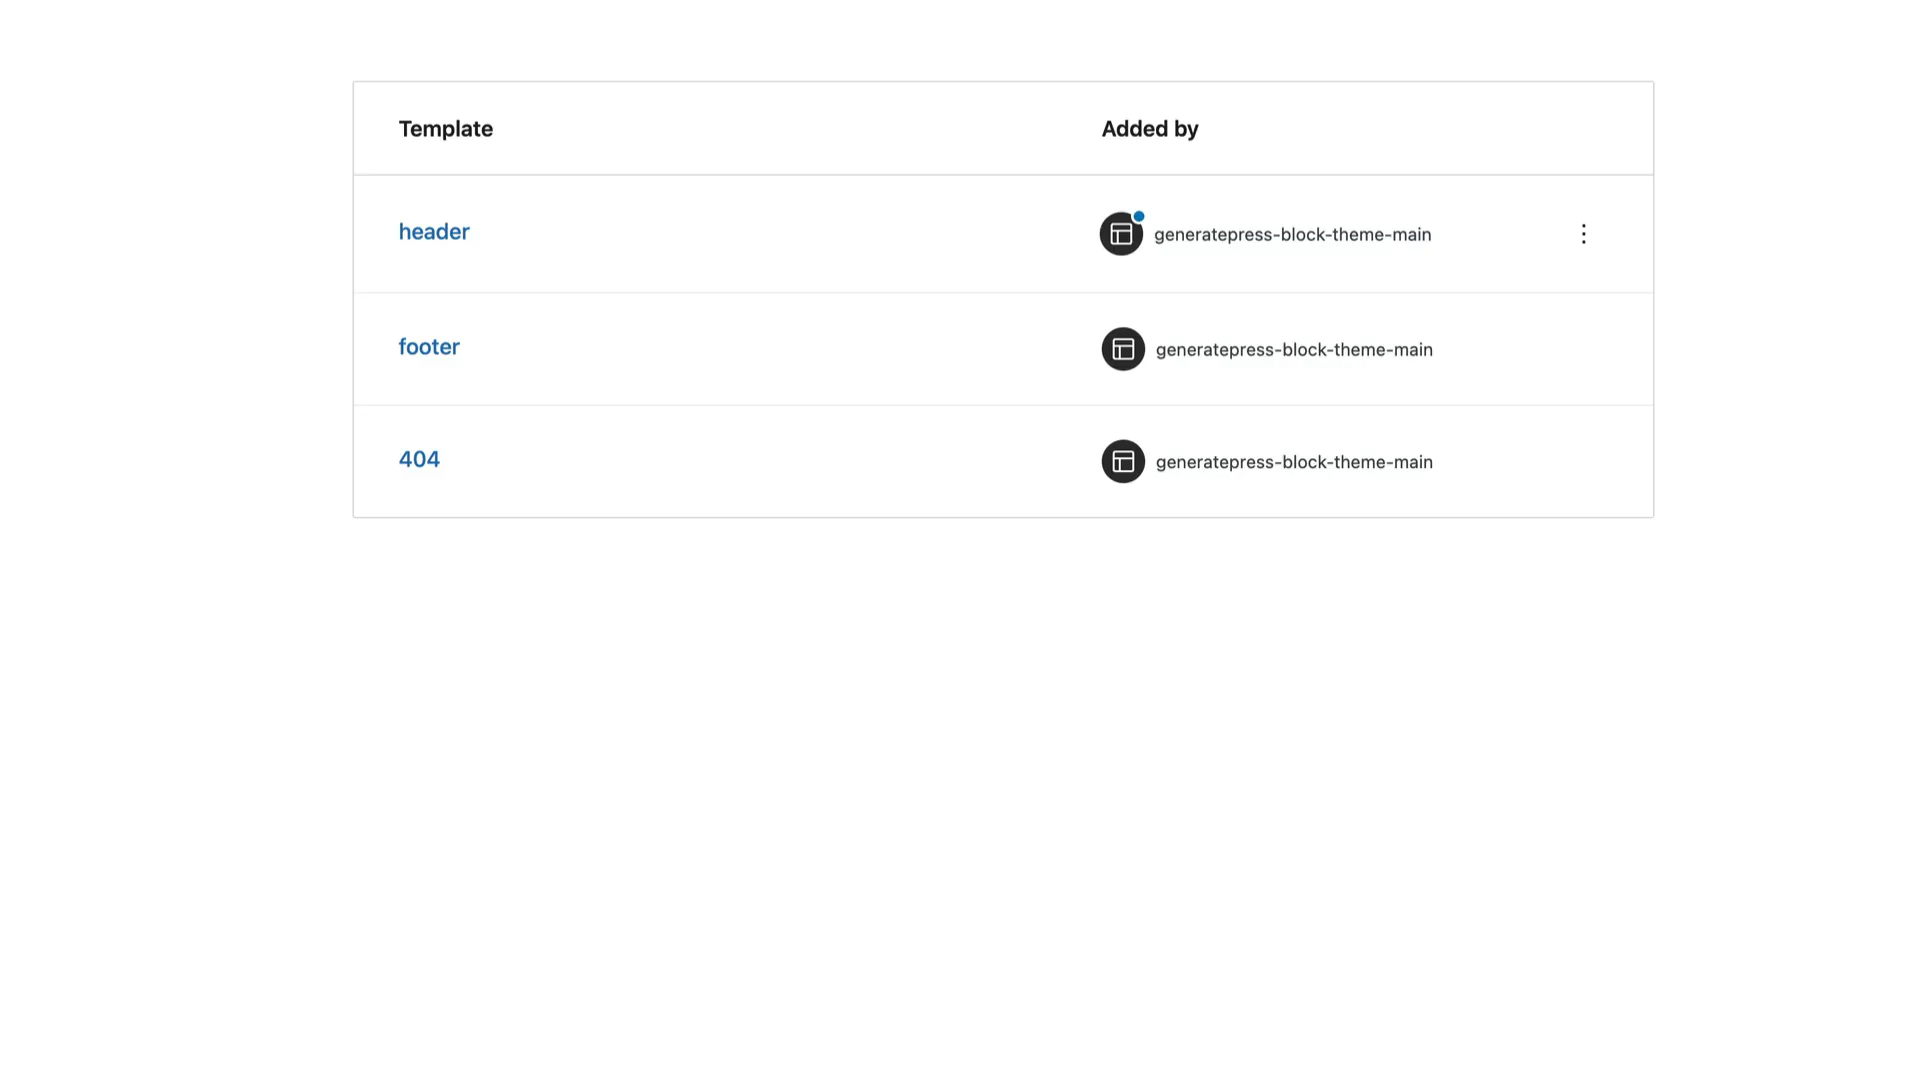 Template Added by
header generatepress-block-theme-main
footer generatepress-block-theme-main
404 generatepress-block-theme-main